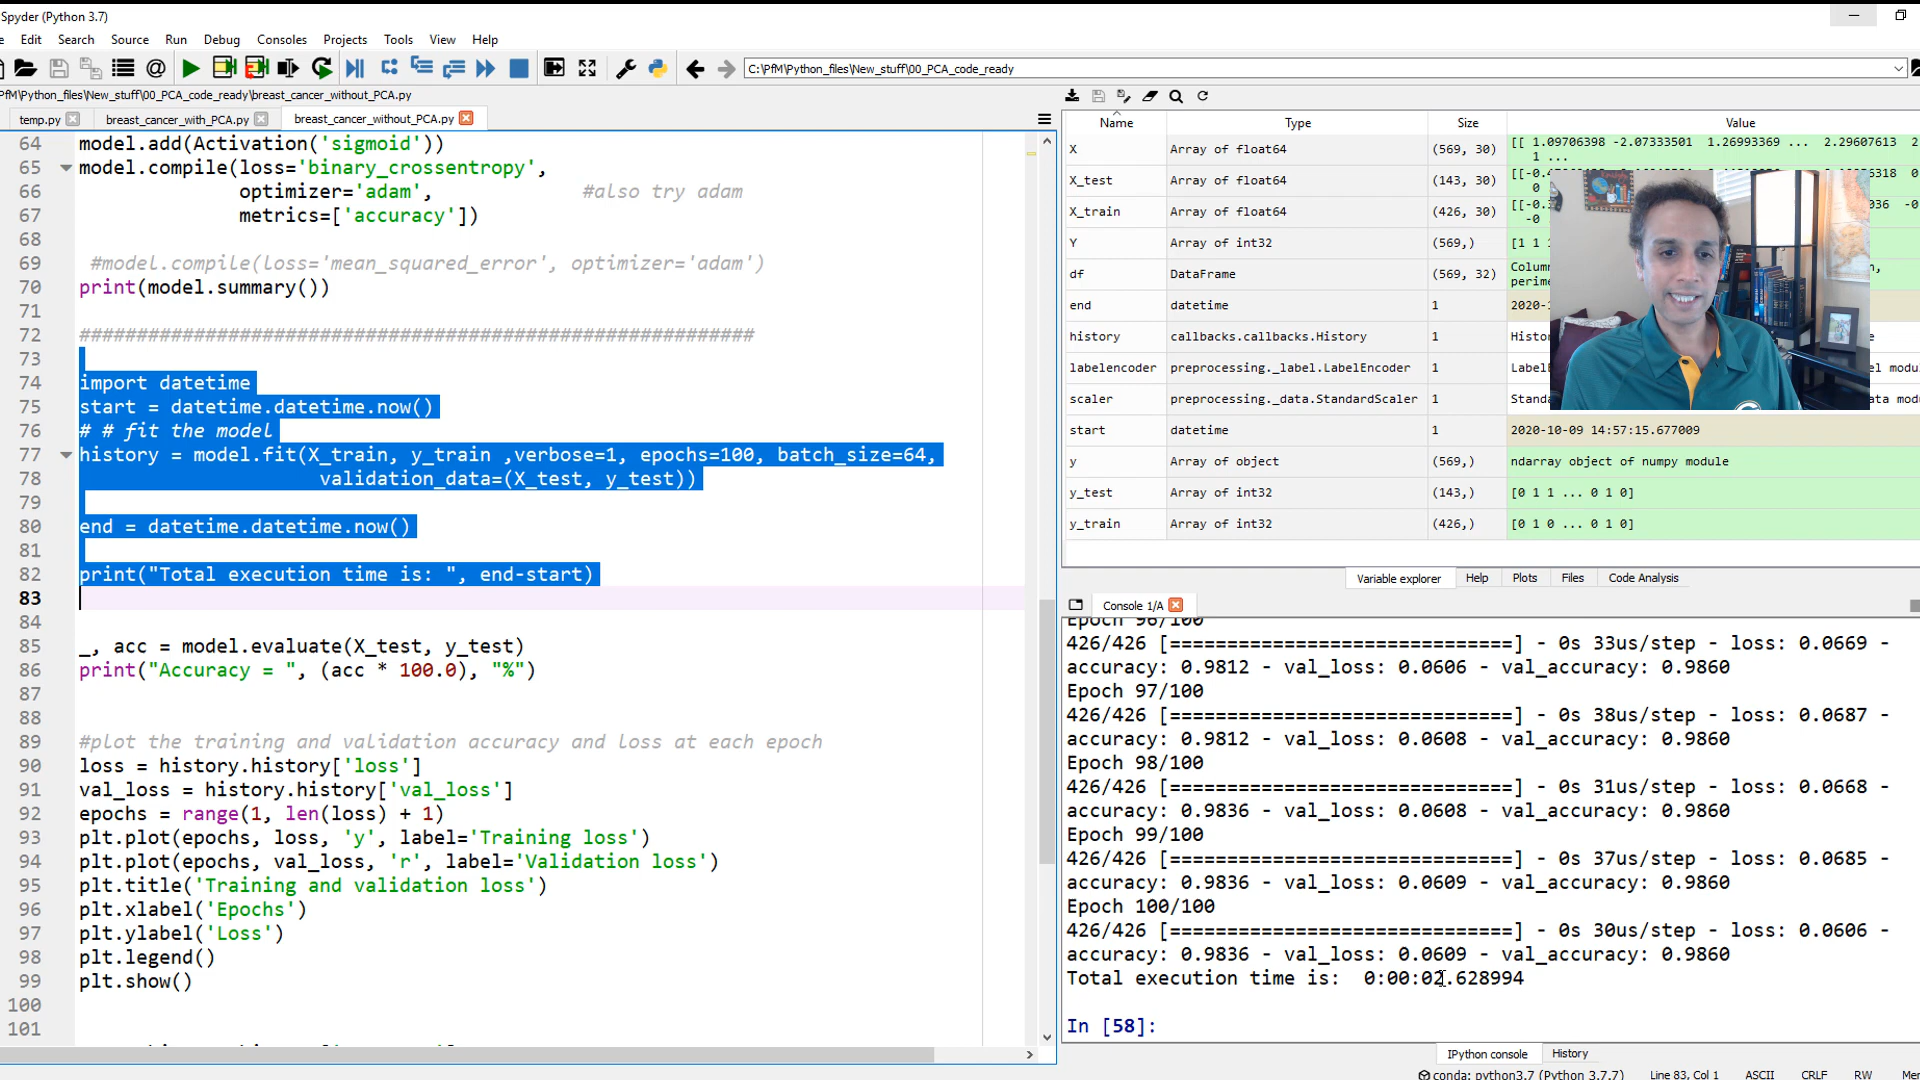 Spyder (Python 3.7)
Edit Search Source Run Debug Consoles Projects Tools View Help
C:\PfM\Python_files\New_stuff\00_PCA_code_ready
PfM\Python_files\New_stuff\00_PCA_code_ready\breast_cancer_without_PCA.py
temp.py breast_cancer_with_PCA.py breast_cancer_without_PCA.py
64 model.add(Activation('sigmoid'))
65 model.compile(loss='binary_crossentropy',
66 optimizer='adam', #also try adam
67 metrics=['accuracy'])
68
69 #model.compile(loss='mean_squared_error', optimizer='adam')
70 print(model.summary())
71
72 ###########################################################
73
74 import datetime
75 start = datetime.datetime.now()
76 # # fit the model
77 history = model.fit(X_train, y_train ,verbose=1, epochs=100, batch_size=64,
78 validation_data=(X_test, y_test))
79
80 end = datetime.datetime.now()
81
82 print("Total execution time is: ", end-start)
83
84
85 _, acc = model.evaluate(X_test, y_test)
86 print("Accuracy = ", (acc * 100.0), "%")
87
88
89 #plot the training and validation accuracy and loss at each epoch
90 loss = history.history['loss']
91 val_loss = history.history['val_loss']
92 epochs = range(1, len(loss) + 1)
93 plt.plot(epochs, loss, 'y', label='Training loss')
94 plt.plot(epochs, val_loss, 'r', label='Validation loss')
95 plt.title('Training and validation loss')
96 plt.xlabel('Epochs')
97 plt.ylabel('Loss')
98 plt.legend()
99 plt.show()
100
101
Name Type Size Value
X Array of float64 (569, 30) [[ 1.09706398 -2.07333501 1.26993369 ... 2.29607613 2
1 ...
X_test Array of float64 (143, 30)
X_train Array of float64 (426, 30)
Y Array of int32 (569,) [1 1 1
df DataFrame (569, 32) Colum
perime
end datetime 1 2020-1
history callbacks.callbacks.History 1 Histor
labelencoder preprocessing._label.LabelEncoder 1 LabelE
scaler preprocessing._data.StandardScaler 1 Standa
start datetime 1 2020-10-09 14:57:15.677009
y Array of object (569,) ndarray object of numpy module
y_test Array of int32 (143,) [0 1 1 ... 0 1 0]
y_train Array of int32 (426,) [0 1 0 ... 0 1 0]
Variable explorer Help Plots Files Code Analysis
Console 1/A
Epoch 96/100
426/426 [==============================] - 0s 33us/step - loss: 0.0669 -
accuracy: 0.9812 - val_loss: 0.0606 - val_accuracy: 0.9860
Epoch 97/100
426/426 [==============================] - 0s 38us/step - loss: 0.0687 -
accuracy: 0.9812 - val_loss: 0.0608 - val_accuracy: 0.9860
Epoch 98/100
426/426 [==============================] - 0s 31us/step - loss: 0.0668 -
accuracy: 0.9836 - val_loss: 0.0608 - val_accuracy: 0.9860
Epoch 99/100
426/426 [==============================] - 0s 37us/step - loss: 0.0685 -
accuracy: 0.9836 - val_loss: 0.0609 - val_accuracy: 0.9860
Epoch 100/100
426/426 [==============================] - 0s 30us/step - loss: 0.0606 -
accuracy: 0.9836 - val_loss: 0.0609 - val_accuracy: 0.9860
Total execution time is: 0:00:02.628994
In [58]:
IPython console History
conda: python3.7 (Python 3.7.7) Line 83, Col 1 ASCII CRLF RW